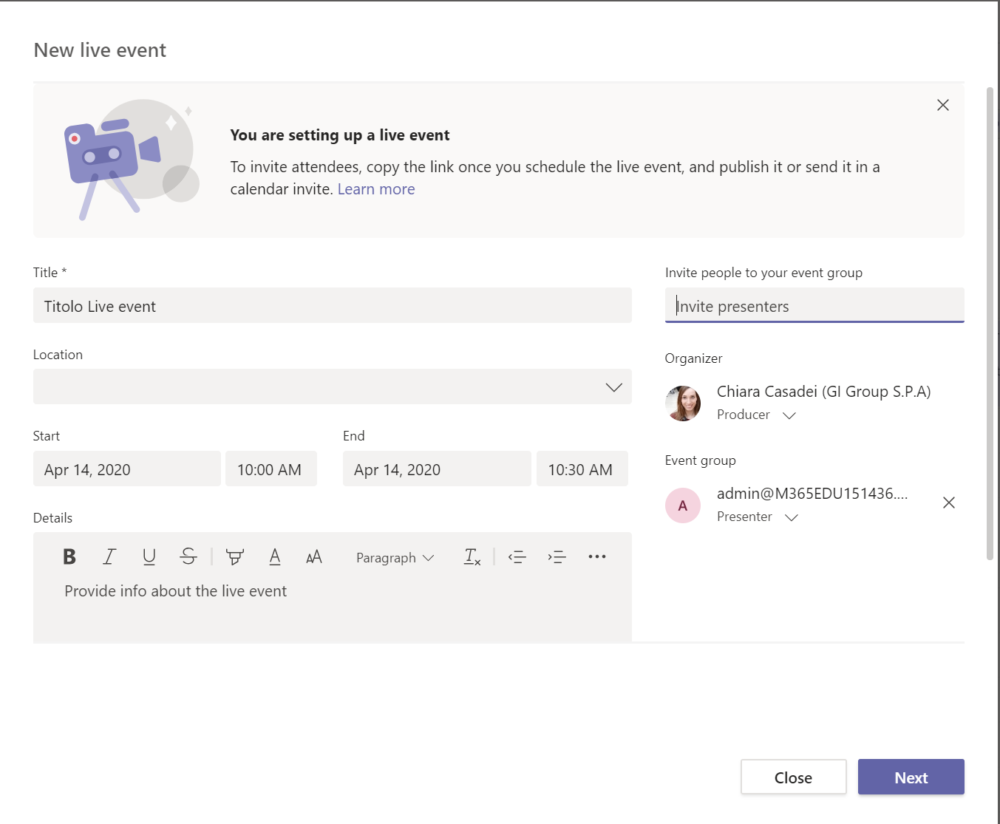 New live event
You are setting up a live event
To invite attendees, copy the link once you schedule the live event, and publish it or send it in a
calendar invite. Learn more
Title *
Titolo Live event
Location
Start
End
Apr 14, 2020
10:00 AM
Apr 14, 2020
10:30 AM
Details
B I U S A AA Paragraph Ix
Provide info about the live event
Invite people to your event group
Invite presenters
Organizer
Chiara Casadei (GI Group S.P.A)
Producer
Event group
A
admin@M365EDU151436....
Presenter
Close
Next